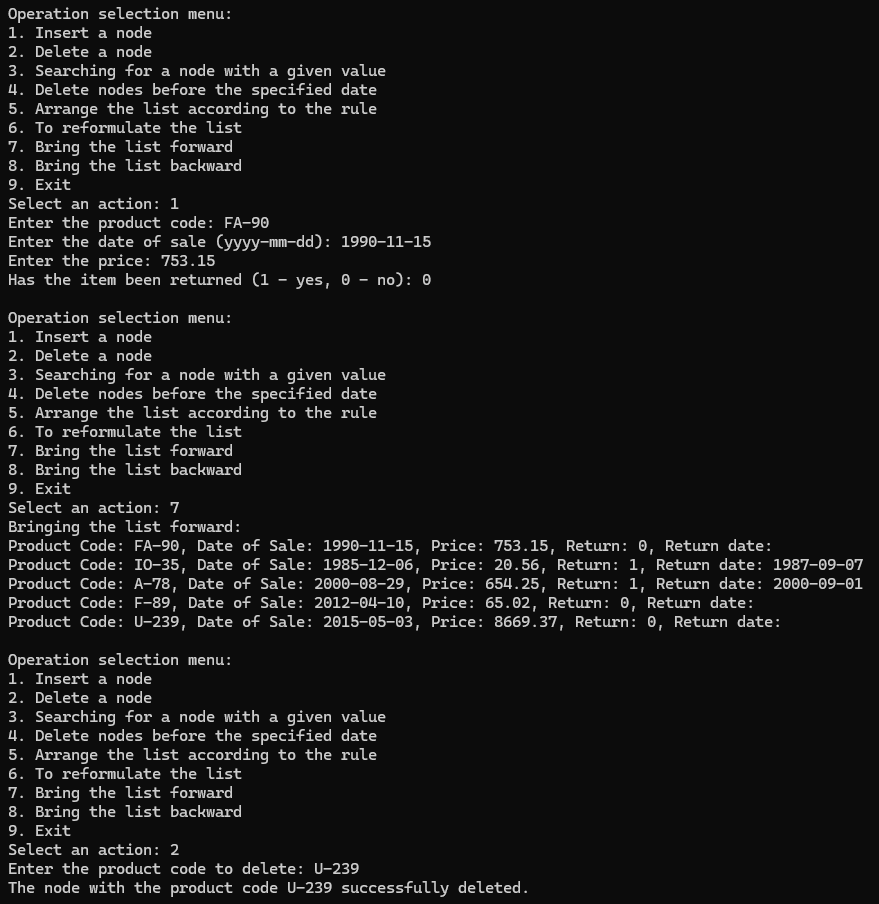 Operation selection menu:
1. Insert a node
2. Delete a node
3. Searching for a node with a given value
4. Delete nodes before the specified date
5. Arrange the list according to the rule
6. To reformulate the list
7. Bring the list forward
8. Bring the list backward
9. Exit
Select an action: 1
Enter the product code: FA-90
Enter the date of sale (yyyy-mm-dd): 1990-11-15
Enter the price: 753.15
Has the item been returned (1 - yes, 0 - no): 0

Operation selection menu:
1. Insert a node
2. Delete a node
3. Searching for a node with a given value
4. Delete nodes before the specified date
5. Arrange the list according to the rule
6. To reformulate the list
7. Bring the list forward
8. Bring the list backward
9. Exit
Select an action: 7
Bringing the list forward:
Product Code: FA-90, Date of Sale: 1990-11-15, Price: 753.15, Return: 0, Return date:
Product Code: IO-35, Date of Sale: 1985-12-06, Price: 20.56, Return: 1, Return date: 1987-09-07
Product Code: A-78, Date of Sale: 2000-08-29, Price: 654.25, Return: 1, Return date: 2000-09-01
Product Code: F-89, Date of Sale: 2012-04-10, Price: 65.02, Return: 0, Return date:
Product Code: U-239, Date of Sale: 2015-05-03, Price: 8669.37, Return: 0, Return date:

Operation selection menu:
1. Insert a node
2. Delete a node
3. Searching for a node with a given value
4. Delete nodes before the specified date
5. Arrange the list according to the rule
6. To reformulate the list
7. Bring the list forward
8. Bring the list backward
9. Exit
Select an action: 2
Enter the product code to delete: U-239
The node with the product code U-239 successfully deleted.